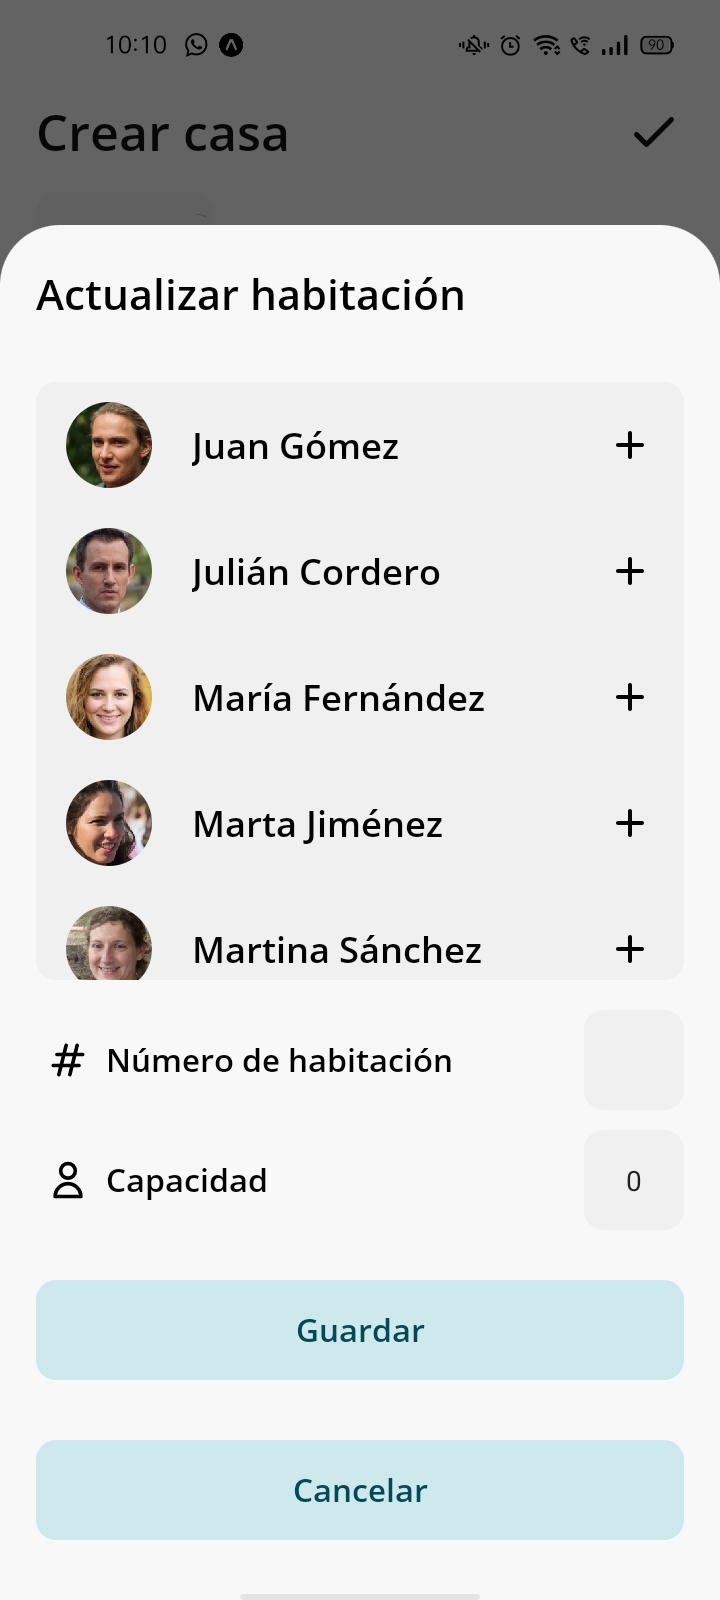 10:10
90
Crear casa
Actualizar habitación
Juan Gómez
Julián Cordero
María Fernández
Marta Jiménez
Martina Sánchez
# Número de habitación
Capacidad
0
Guardar
Cancelar